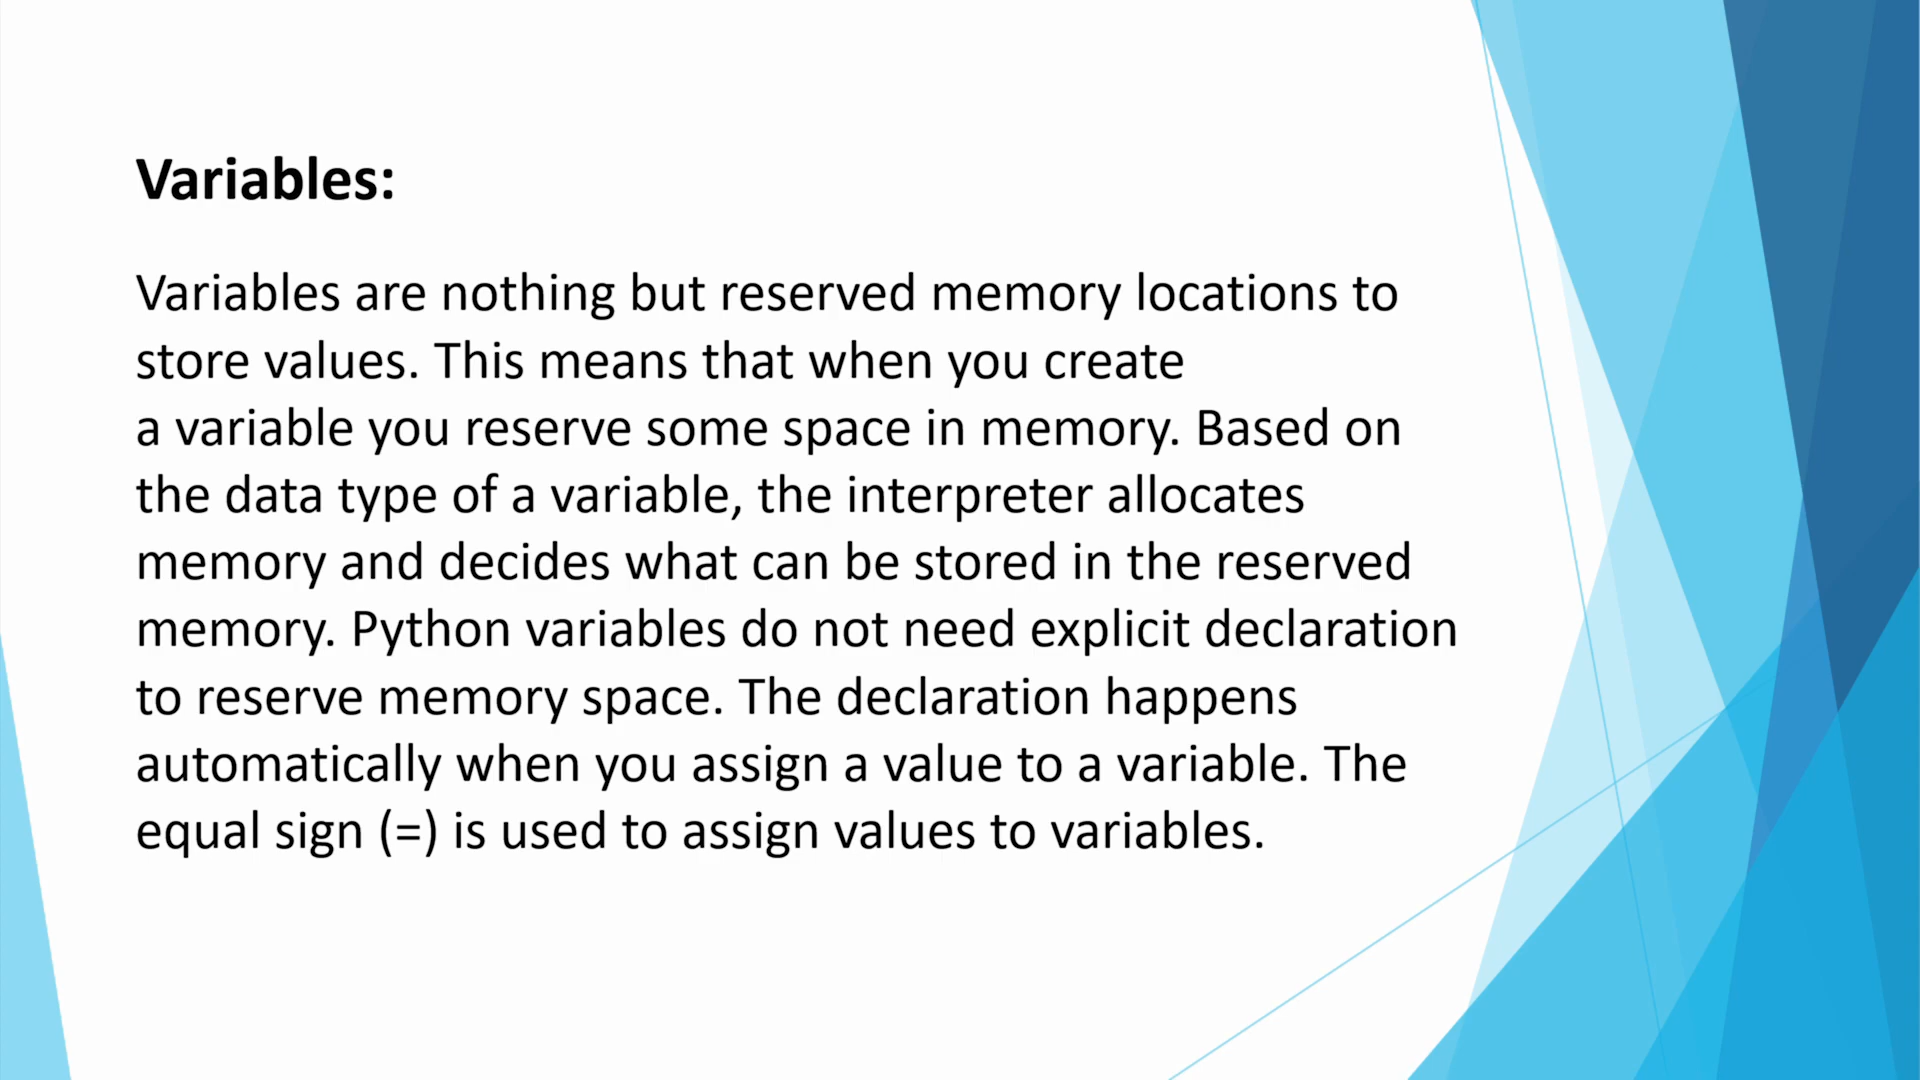 Variables:
Variables are nothing but reserved memory locations to
store values. This means that when you create
a variable you reserve some space in memory. Based on
the data type of a variable, the interpreter allocates
memory and decides what can be stored in the reserved
memory. Python variables do not need explicit declaration
to reserve memory space. The declaration happens
automatically when you assign a value to a variable. The
equal sign (=) is used to assign values to variables.